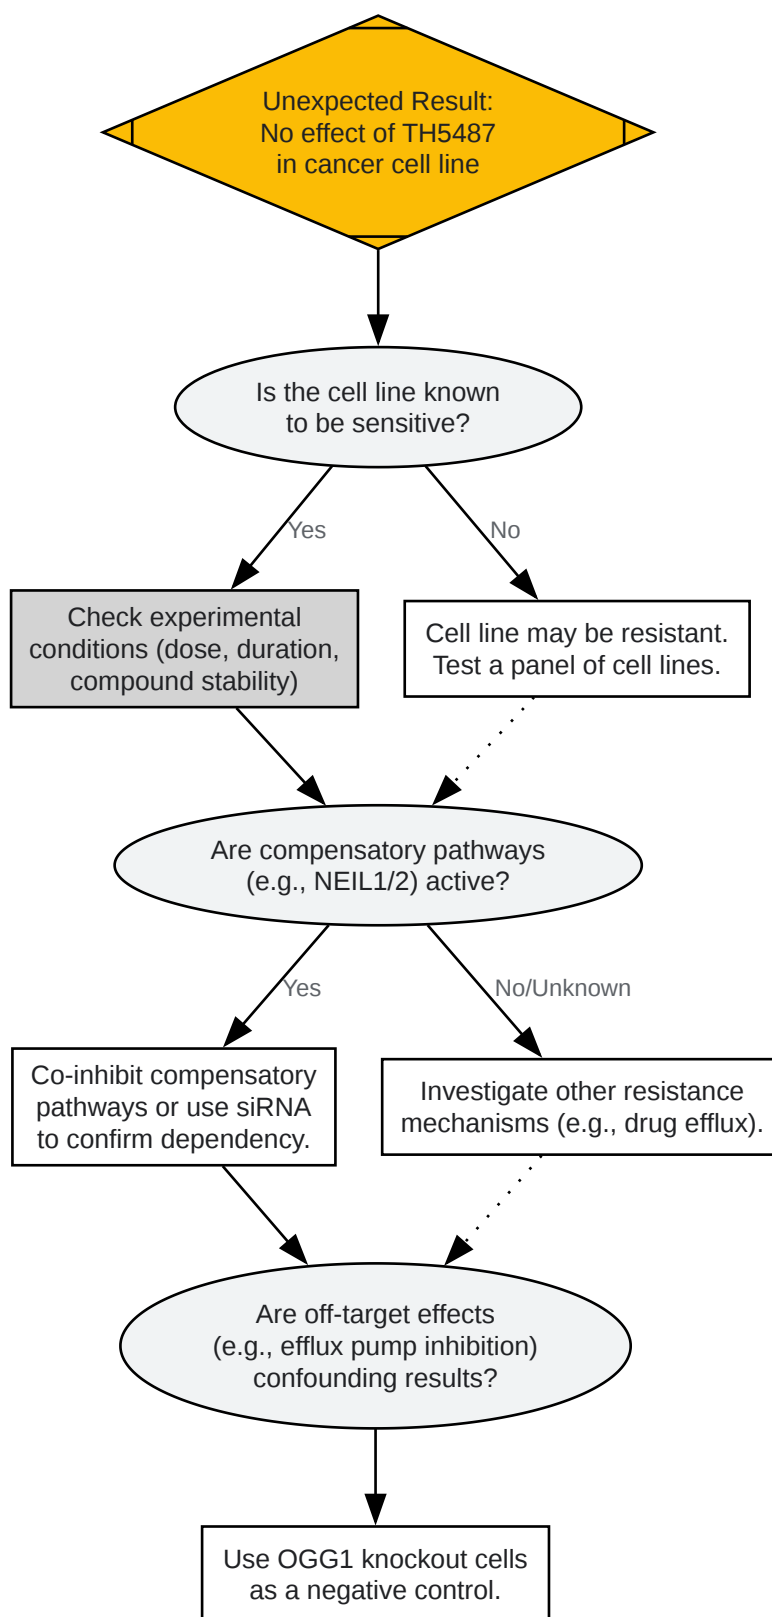 Unexpected Result:
No effect of TH5487
in cancer cell line
Is the cell line known
to be sensitive?
Yes
No
Check experimental
conditions (dose, duration,
compound stability)
Cell line may be resistant.
Test a panel of cell lines.
Are compensatory pathways
(e.g., NEIL1/2) active?
Yes
No/Unknown
Co-inhibit compensatory
pathways or use siRNA
to confirm dependency.
Investigate other resistance
mechanisms (e.g., drug efflux).
Are off-target effects
(e.g., efflux pump inhibition)
confounding results?
Use OGG1 knockout cells
as a negative control.